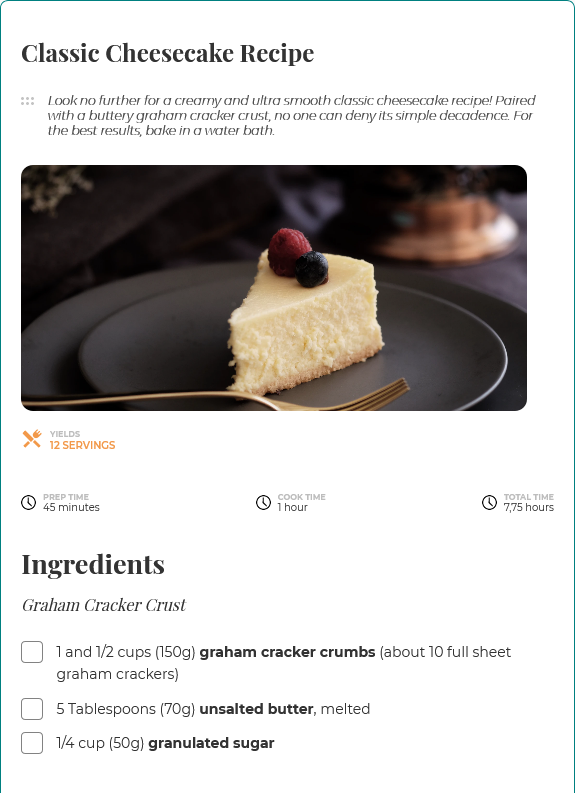 Classic Cheesecake Recipe
Look no further for a creamy and ultra smooth classic cheesecake recipe! Paired
with a buttery graham cracker crust, no one can deny its simple decadence. For
the best results, bake in a water bath.
YIELDS
12 SERVINGS
PREP TIME
45 minutes
COOK TIME
1 hour
TOTAL TIME
7,75 hours
Ingredients
Graham Cracker Crust
1 and 1/2 cups (150g) graham cracker crumbs (about 10 full sheet
graham crackers)
5 Tablespoons (70g) unsalted butter, melted
1/4 cup (50g) granulated sugar